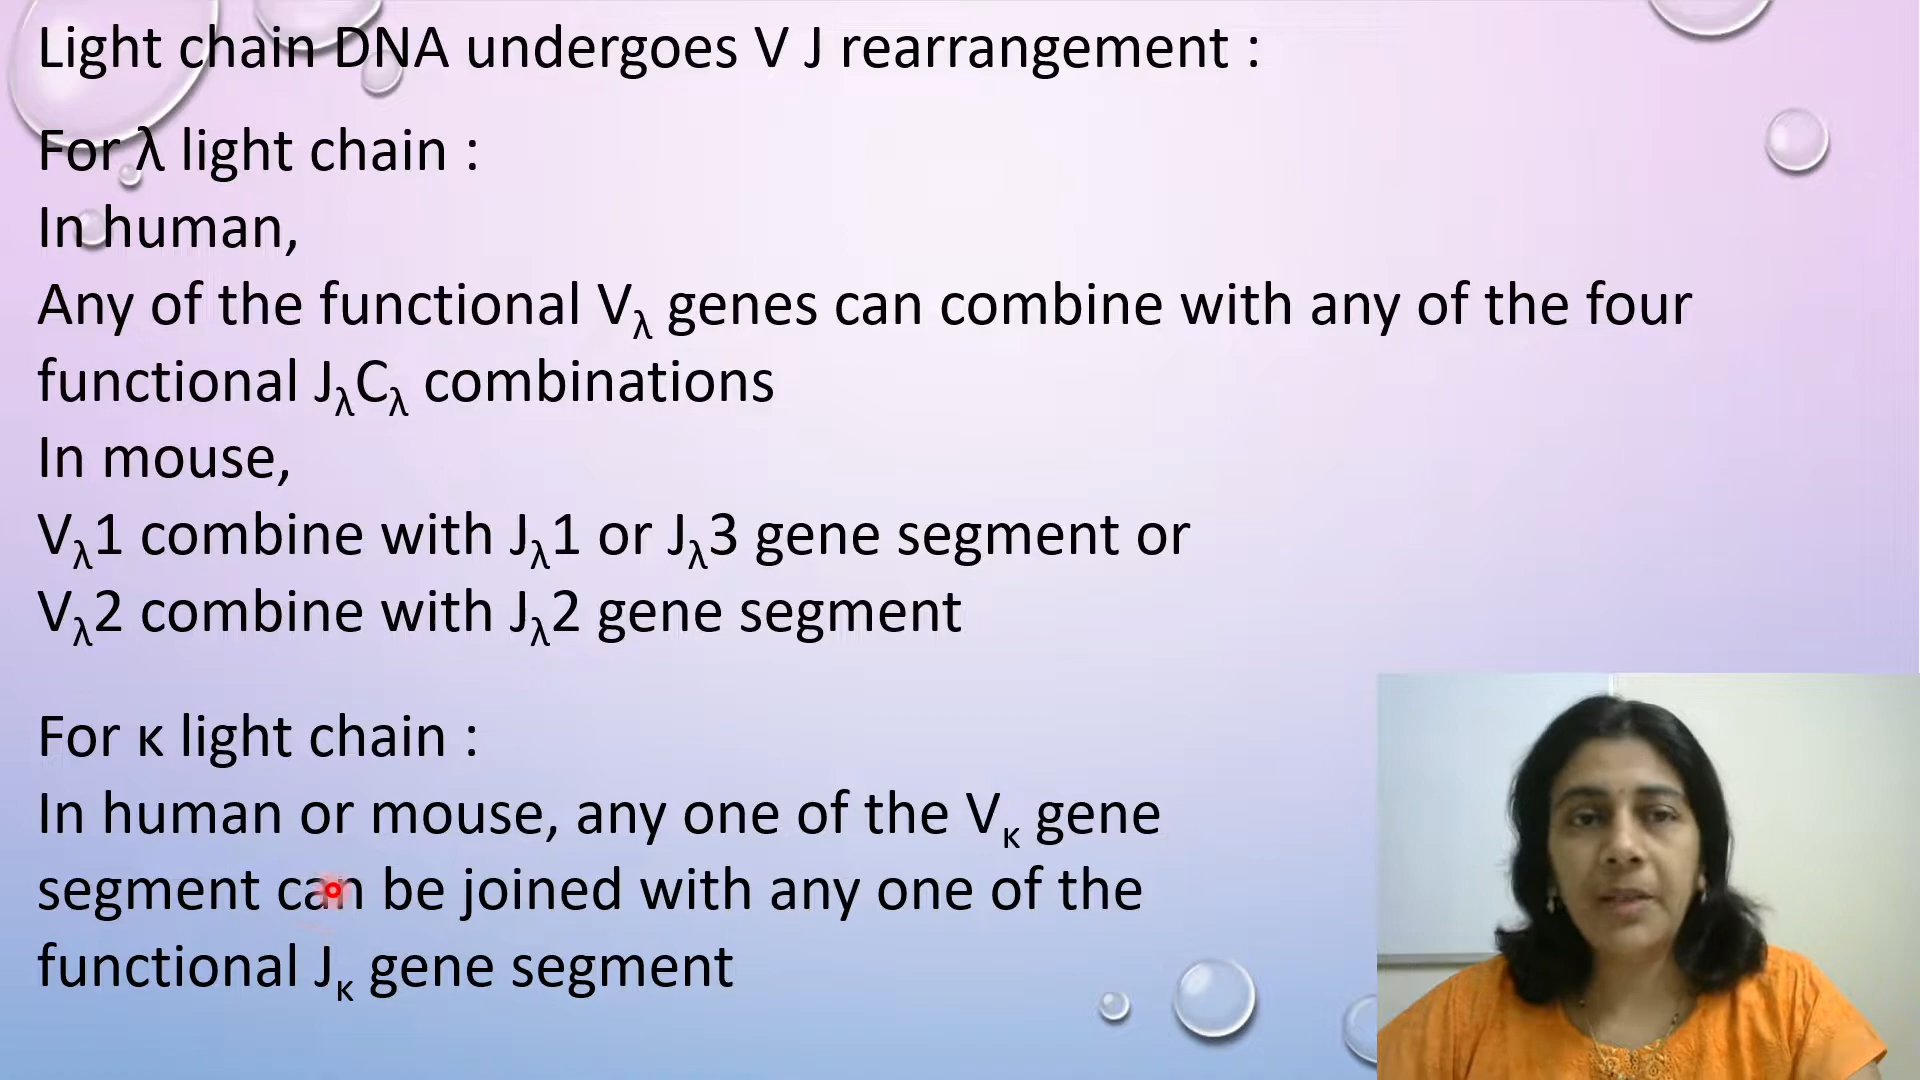 Light chain DNA undergoes V J rearrangement :
For λ light chain :
In human,
Any of the functional Vλ genes can combine with any of the four
functional JλCλ combinations
In mouse,
Vλ1 combine with Jλ1 or Jλ3 gene segment or
Vλ2 combine with Jλ2 gene segment
For κ light chain :
In human or mouse, any one of the Vκ gene
segment can be joined with any one of the
functional Jκ gene segment